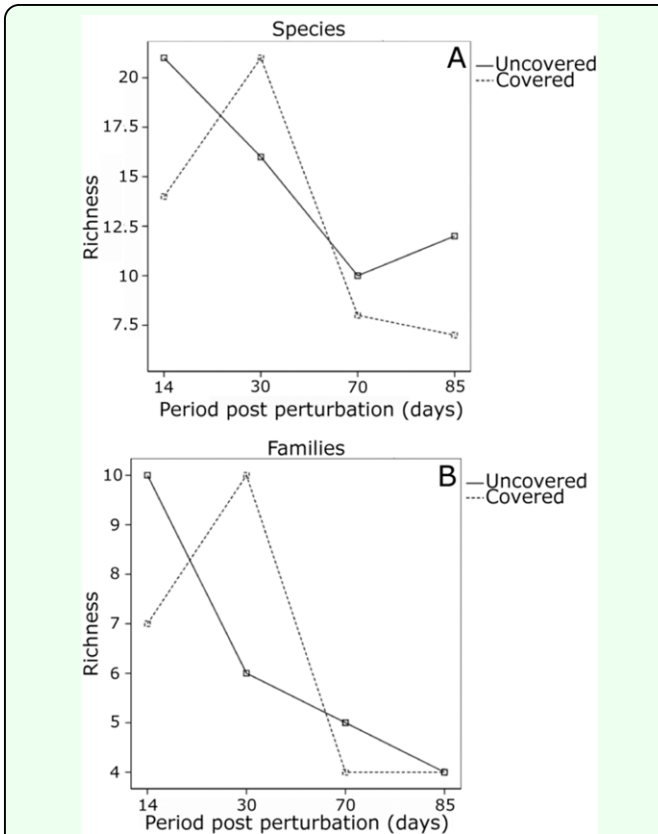 Species
A
Uncovered
Covered
20
17.5
15
12.5
10
7.5
Richness
14 30 70 85
Period post perturbation (days)
Families
B
Uncovered
Covered
10
9
8
7
6
5
4
Richness
14 30 70 85
Period post perturbation (days)